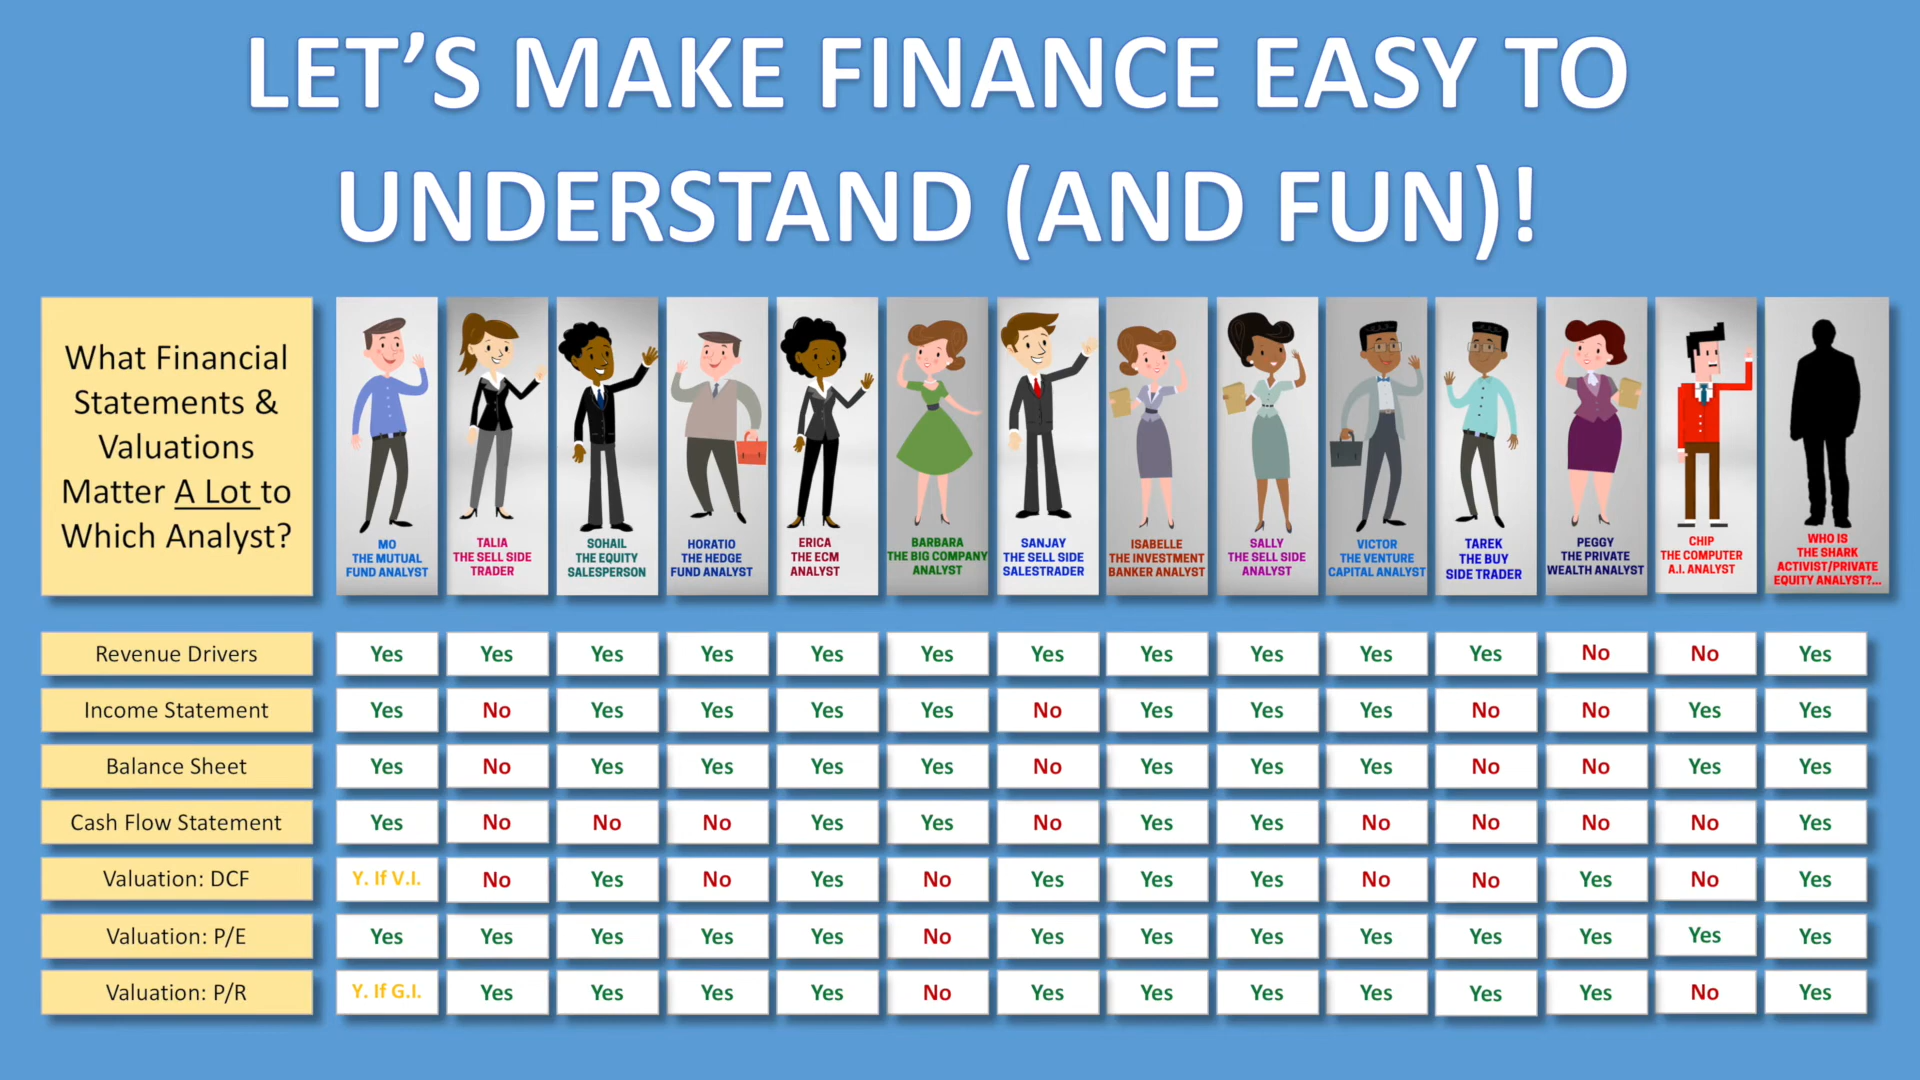 LET’S MAKE FINANCE EASY TO
UNDERSTAND (AND FUN)!
What Financial
Statements &
Valuations
Matter A Lot to
Which Analyst?
MO
THE MUTUAL
FUND ANALYST
TALIA
THE SELL SIDE
TRADER
SOHAIL
THE EQUITY
SALESPERSON
HORATIO
THE HEDGE
FUND ANALYST
ERICA
THE ECM
ANALYST
BARBARA
THE BIG COMPANY
ANALYST
SANJAY
THE SELL SIDE
SALESTRADER
ISABELLE
THE INVESTMENT
BANKER ANALYST
SALLY
THE SELL SIDE
ANALYST
VICTOR
THE VENTURE
CAPITAL ANALYST
TAREK
THE BUY
SIDE TRADER
PEGGY
THE PRIVATE
WEALTH ANALYST
CHIP
THE COMPUTER
A.I. ANALYST
WHO IS
THE SHARK
ACTIVIST/PRIVATE
EQUITY ANALYST?...
Revenue Drivers Yes Yes Yes Yes Yes Yes Yes Yes Yes Yes Yes No No Yes
Income Statement Yes No Yes Yes Yes Yes No Yes Yes Yes No No Yes Yes
Balance Sheet Yes No Yes Yes Yes Yes No Yes Yes Yes No No Yes Yes
Cash Flow Statement Yes No No No Yes Yes No Yes Yes No No No No Yes
Valuation: DCF Y. If V.I. No Yes No Yes No Yes Yes Yes No No Yes No Yes
Valuation: P/E Yes Yes Yes Yes Yes No Yes Yes Yes Yes Yes Yes Yes Yes
Valuation: P/R Y. If G.I. Yes Yes Yes Yes No Yes Yes Yes Yes Yes Yes No Yes